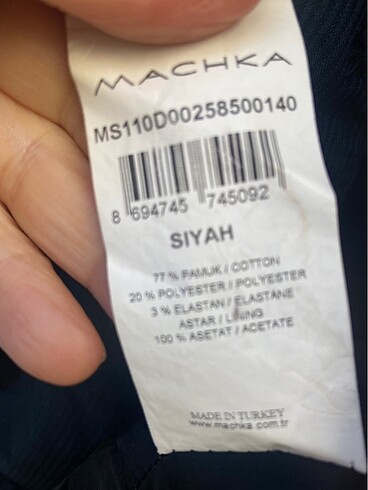 MACHKA
MS110D00258500140
8 694745 745092
SIYAH
77 % PAMUK / COTTON
20 % POLYESTER / POLYESTER
3 % ELASTAN / ELASTANE
ASTAR / LINING
100 % ASETAT / ACETATE
MADE IN TURKEY
www.machka.com.tr